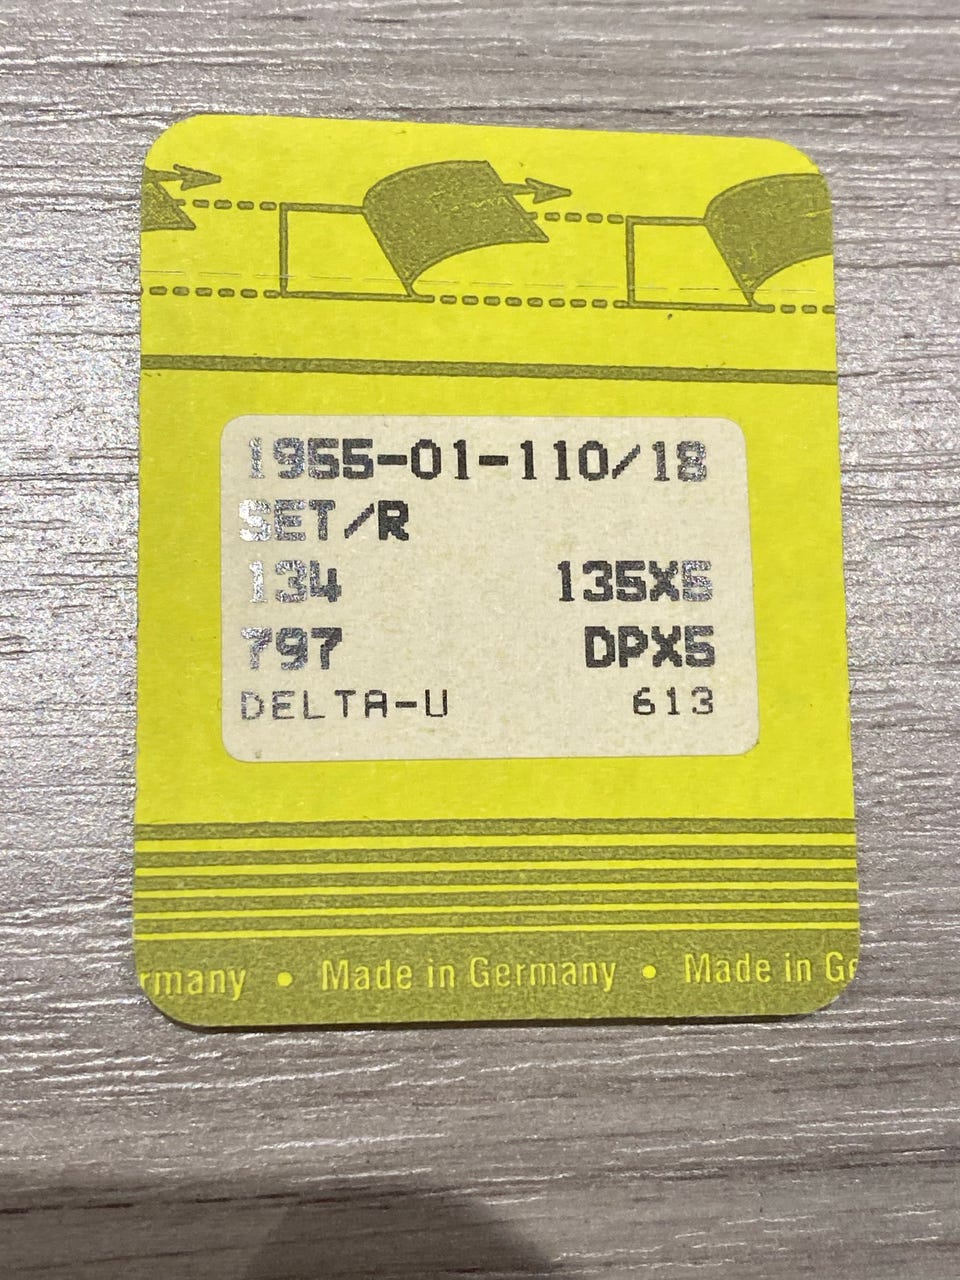 1955-01-110/18
SET/R
134 135X5
797 DPX5
DELTA-U 613
rmany • Made in Germany • Made in Ge